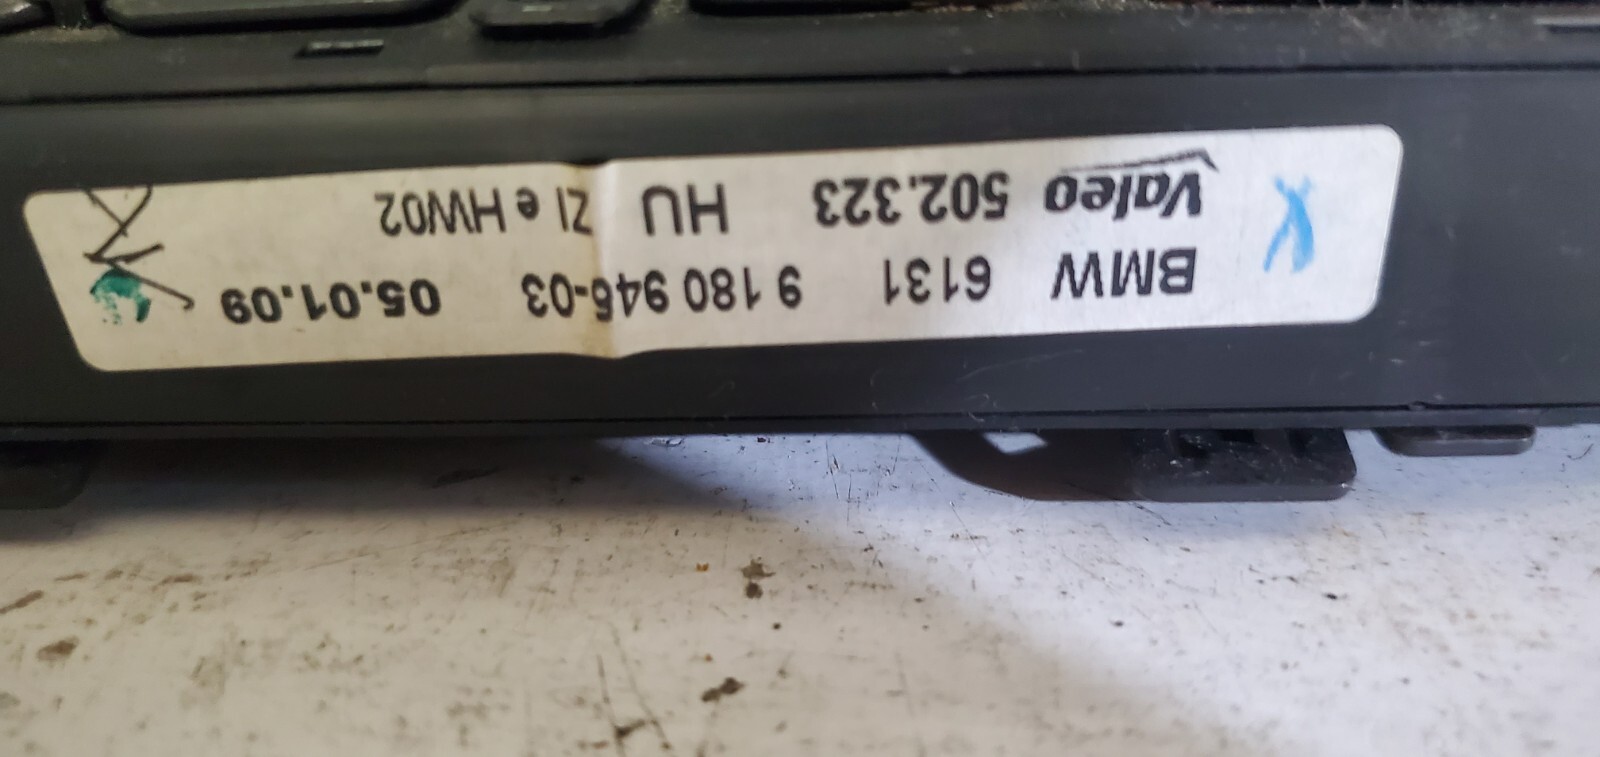 BMW 6131 9 180 946-03 05.01.09
Valeo 502.323 HU ZI e HW02